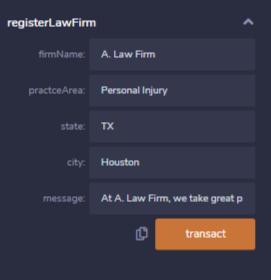 registerLawFirm
firmName: A. Law Firm
practceArea: Personal Injury
state: TX
city: Houston
message: At A. Law Firm, we take great p
transact